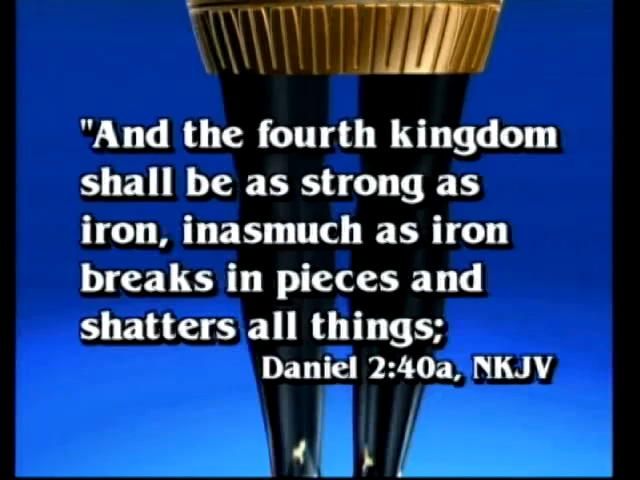 "And the fourth kingdom
shall be as strong as
iron, inasmuch as iron
breaks in pieces and
shatters all things;
Daniel 2:40a, NKJV